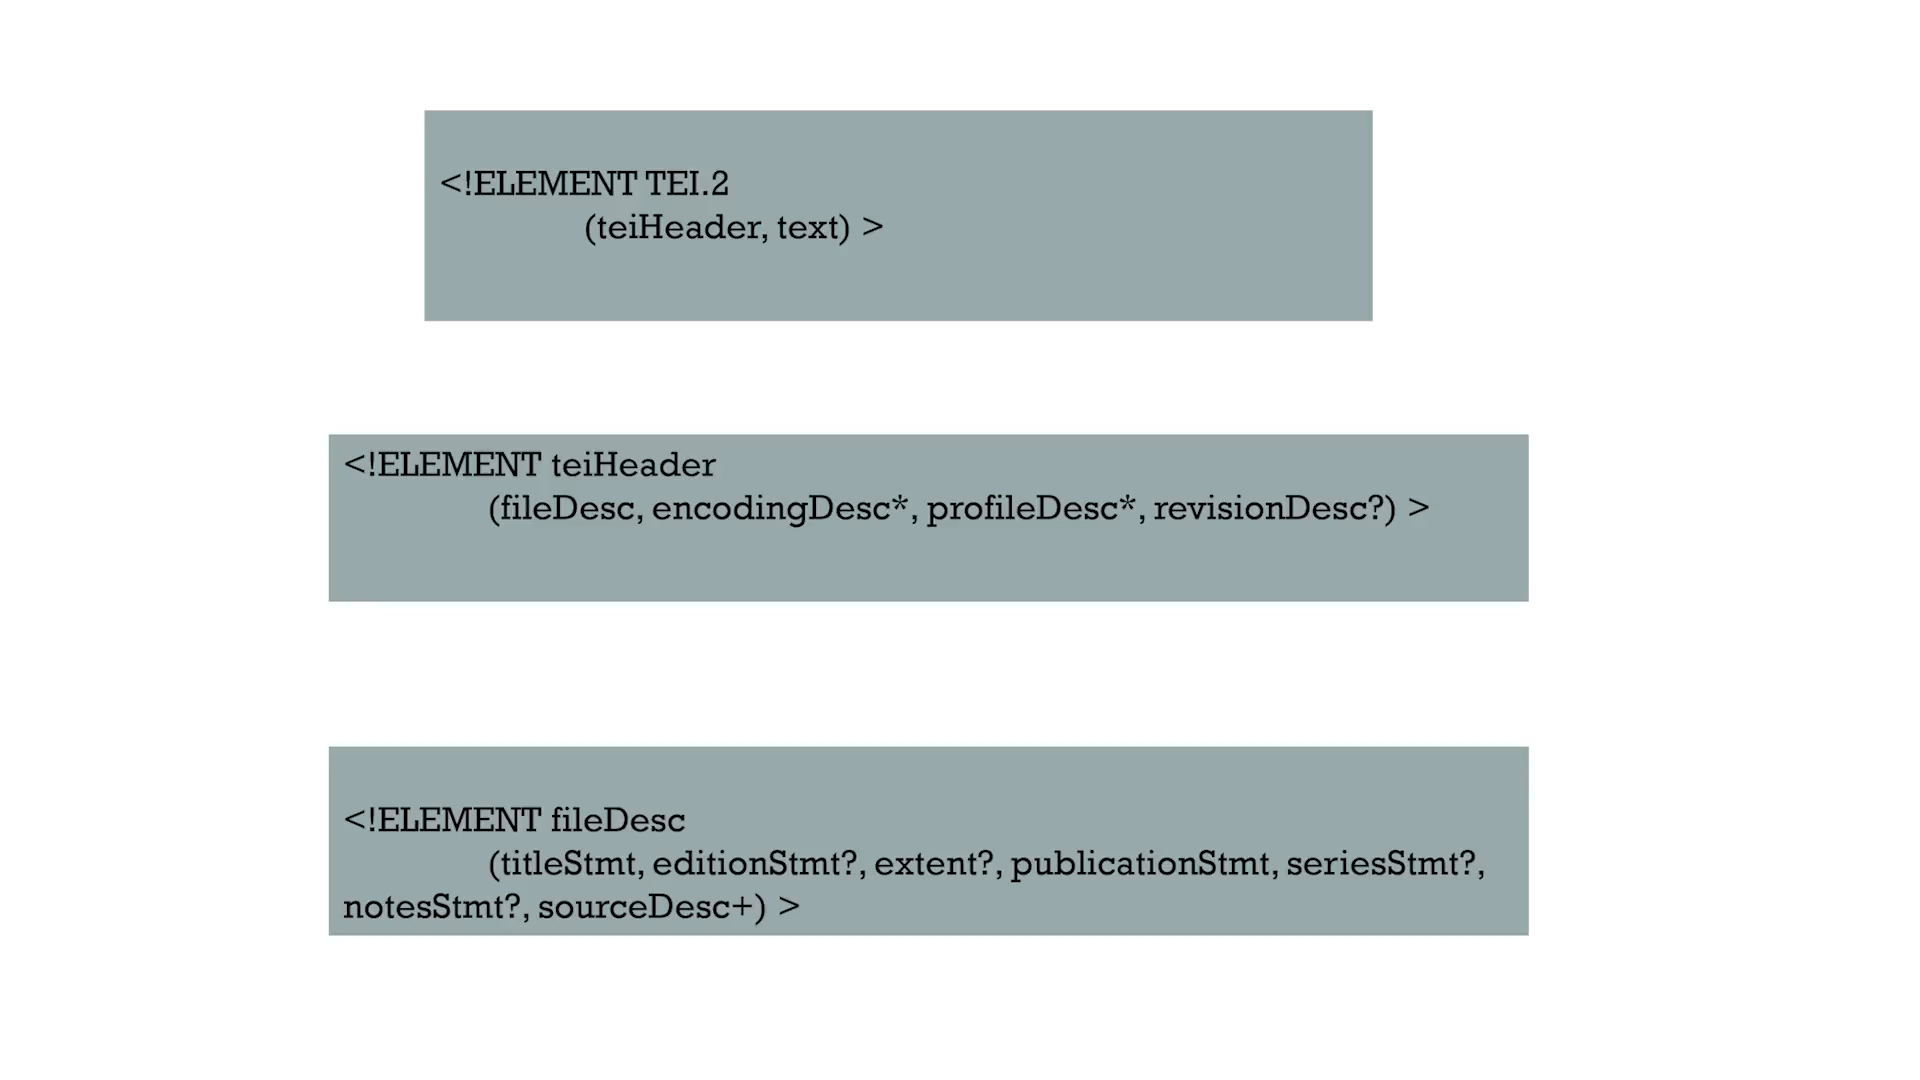 <!ELEMENT TEI.2
(teiHeader, text) >
<!ELEMENT teiHeader
(fileDesc, encodingDesc*, profileDesc*, revisionDesc?) >
<!ELEMENT fileDesc
(titleStmt, editionStmt?, extent?, publicationStmt, seriesStmt?,
notesStmt?, sourceDesc+) >